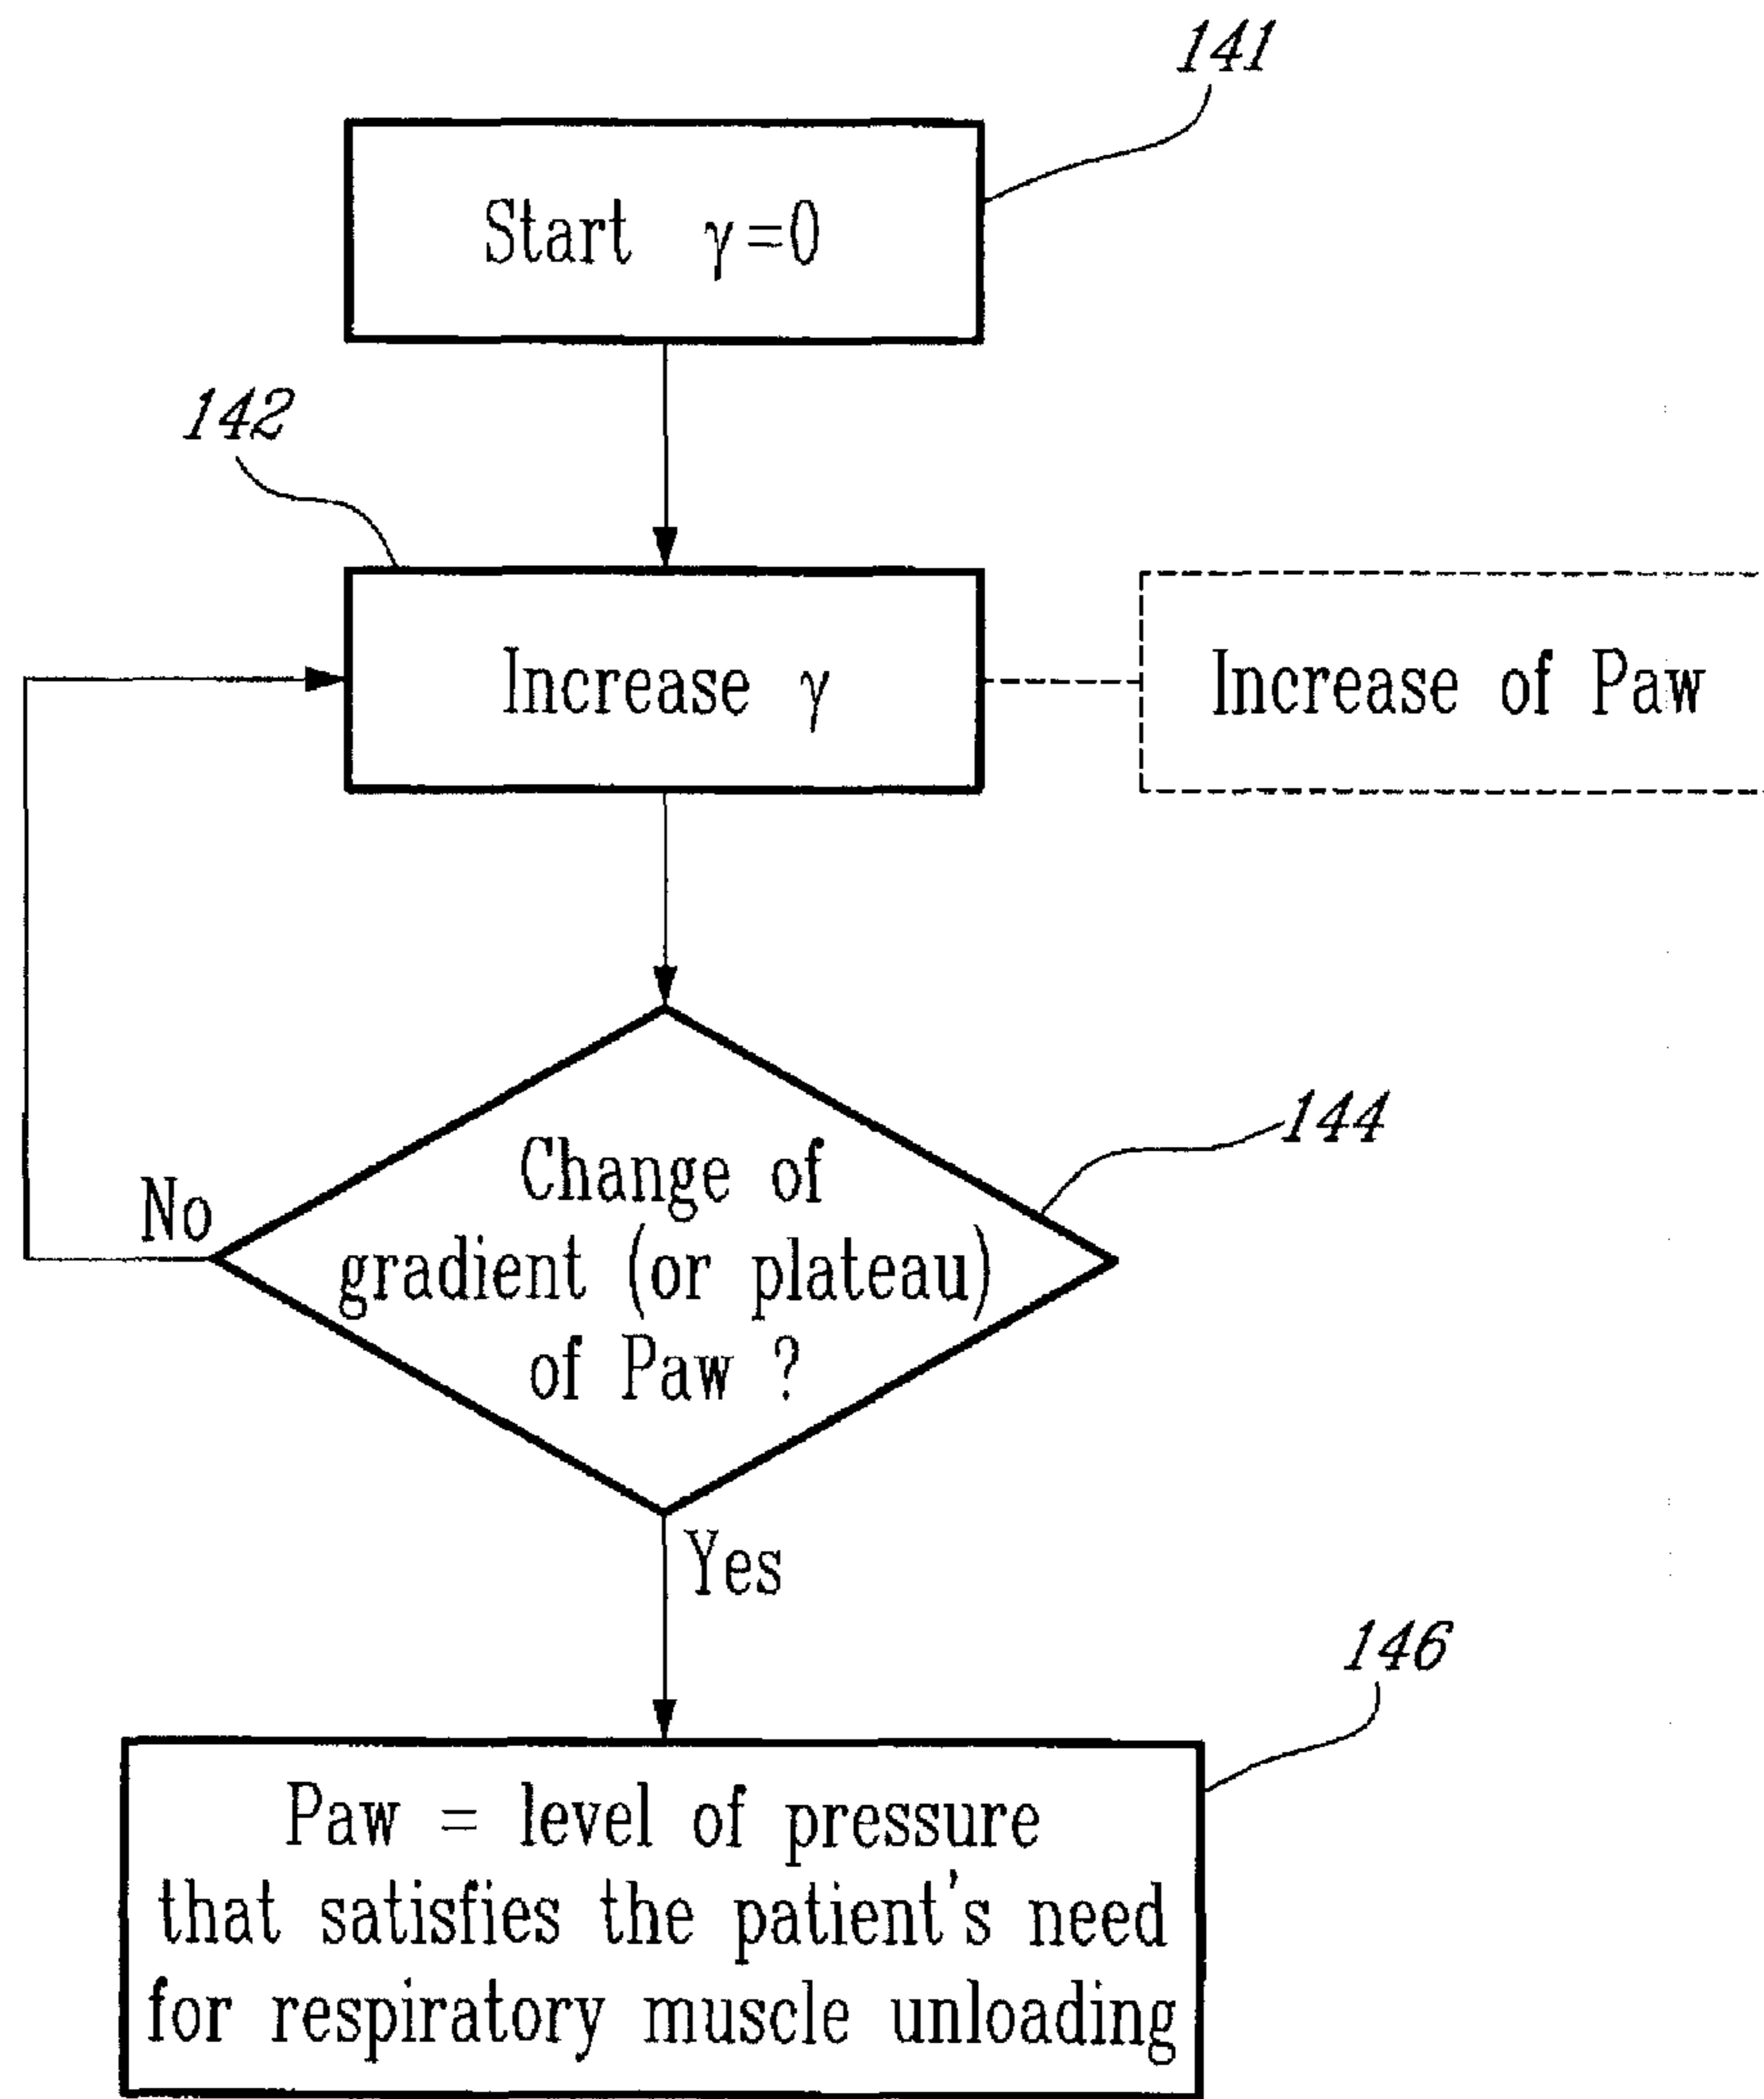 141
Start γ=0
142
Increase γ
Increase of Paw
144
Change of
gradient (or plateau)
of Paw ?
No
Yes
146
Paw = level of pressure
that satisfies the patient's need
for respiratory muscle unloading